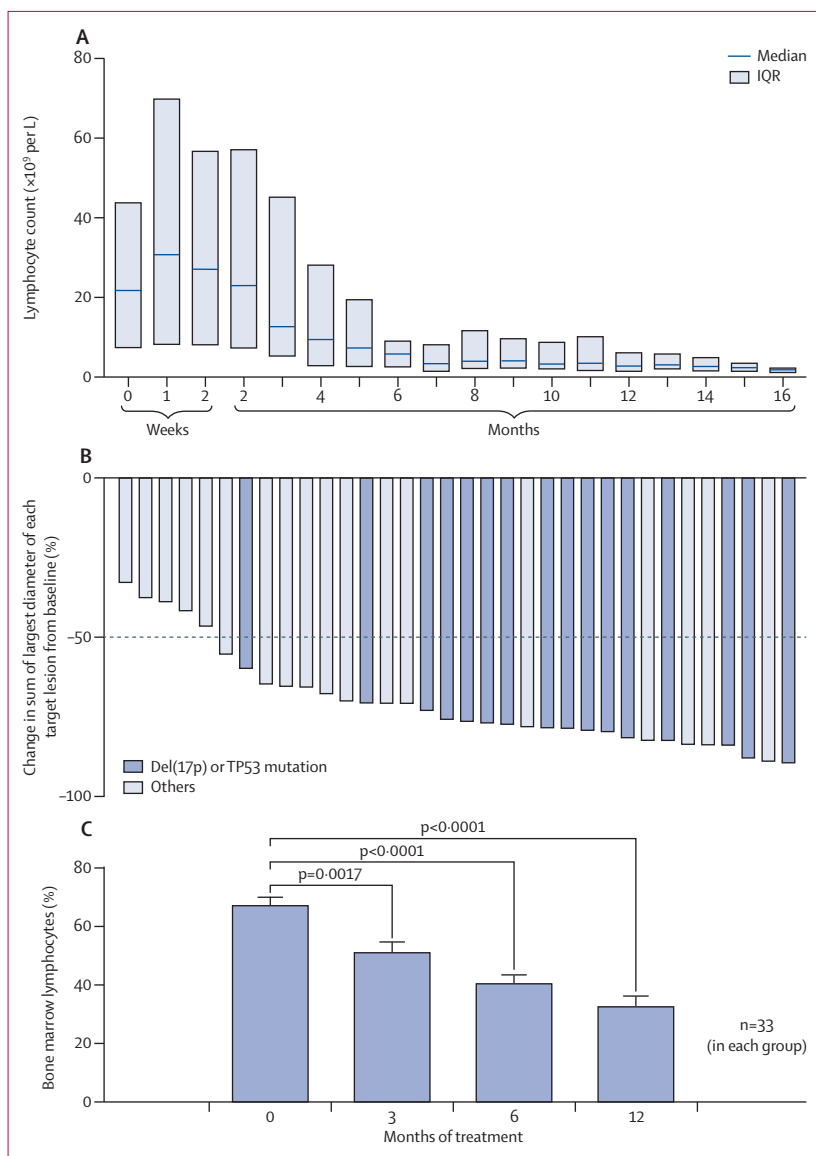 A
80
60
40
20
0
Lymphocyte count (×10⁹ per L)
Median
IQR
0 1 2 2 4 6 8 10 12 14 16
Weeks Months
B
0
−50
−100
Change in sum of largest diameter of each
target lesion from baseline (%)
Del(17p) or TP53 mutation
Others
C
80
60
40
20
0
Bone marrow lymphocytes (%)
p<0·0001
p<0·0001
p=0·0017
n=33
(in each group)
0 3 6 12
Months of treatment